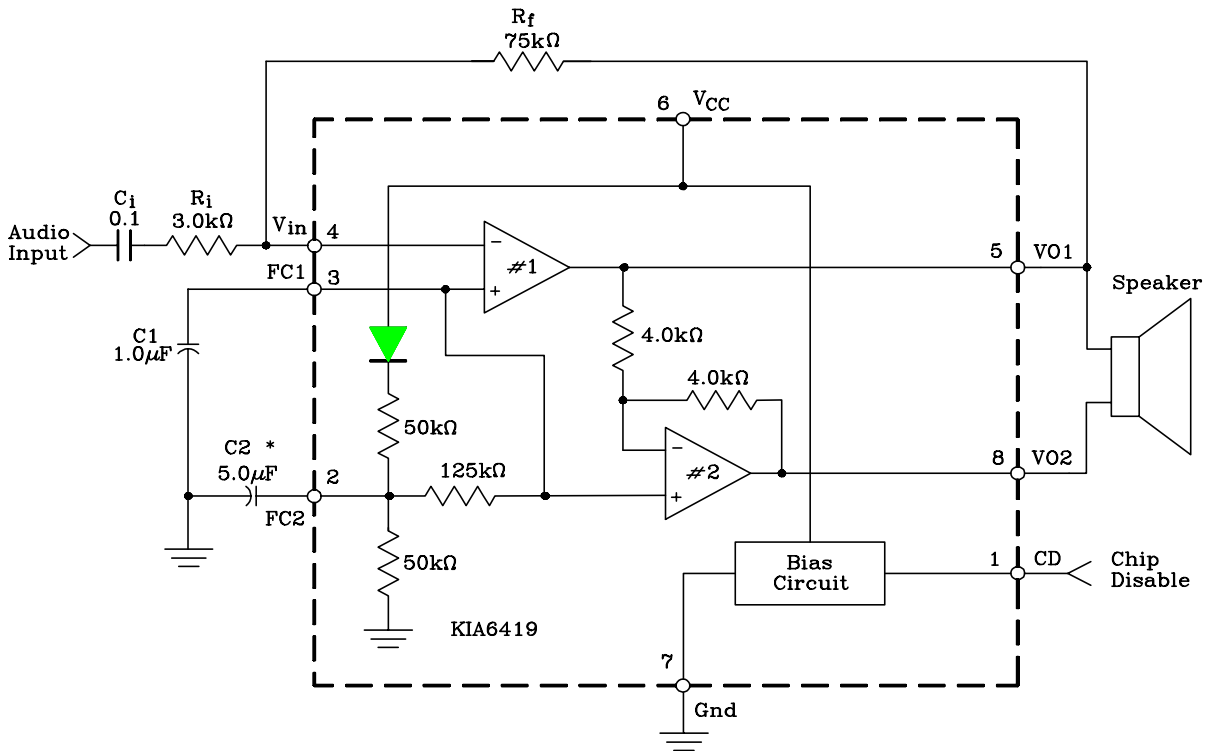 Rf
75kΩ
6
VCC
Ci
0.1
Ri
3.0kΩ
Audio
Input
Vin
4
FC1
3
-
+
#1
5
VO1
Speaker
C1
1.0µF
4.0kΩ
4.0kΩ
50kΩ
C2 *
5.0µF
2
FC2
125kΩ
-
+
#2
8
VO2
50kΩ
Bias
Circuit
1
CD
Chip
Disable
KIA6419
7
Gnd